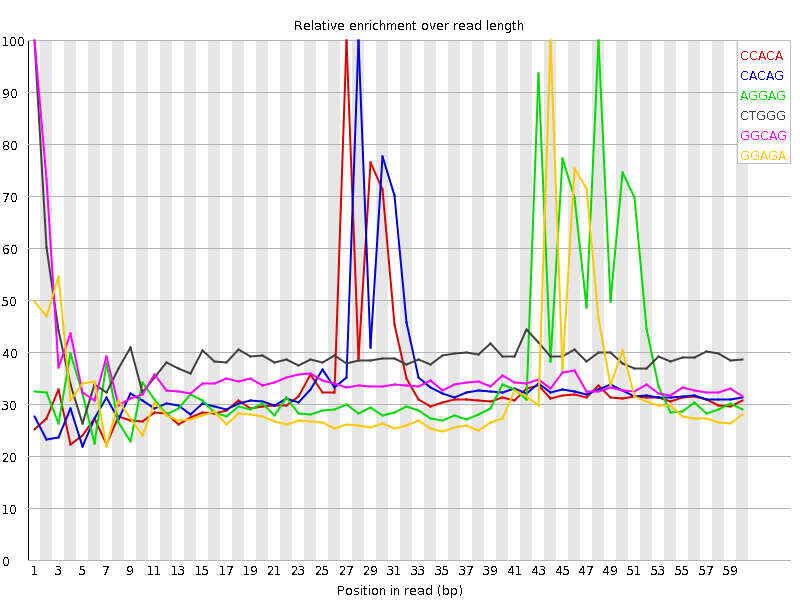 Relative enrichment over read length
100
90
80
70
60
50
40
30
20
10
0
CCACA
CACAG
AGGAG
CTGGG
GGCAG
GGAGA
1 3 5 7 9 11 13 15 17 19 21 23 25 27 29 31 33 35 37 39 41 43 45 47 49 51 53 55 57 59
Position in read (bp)